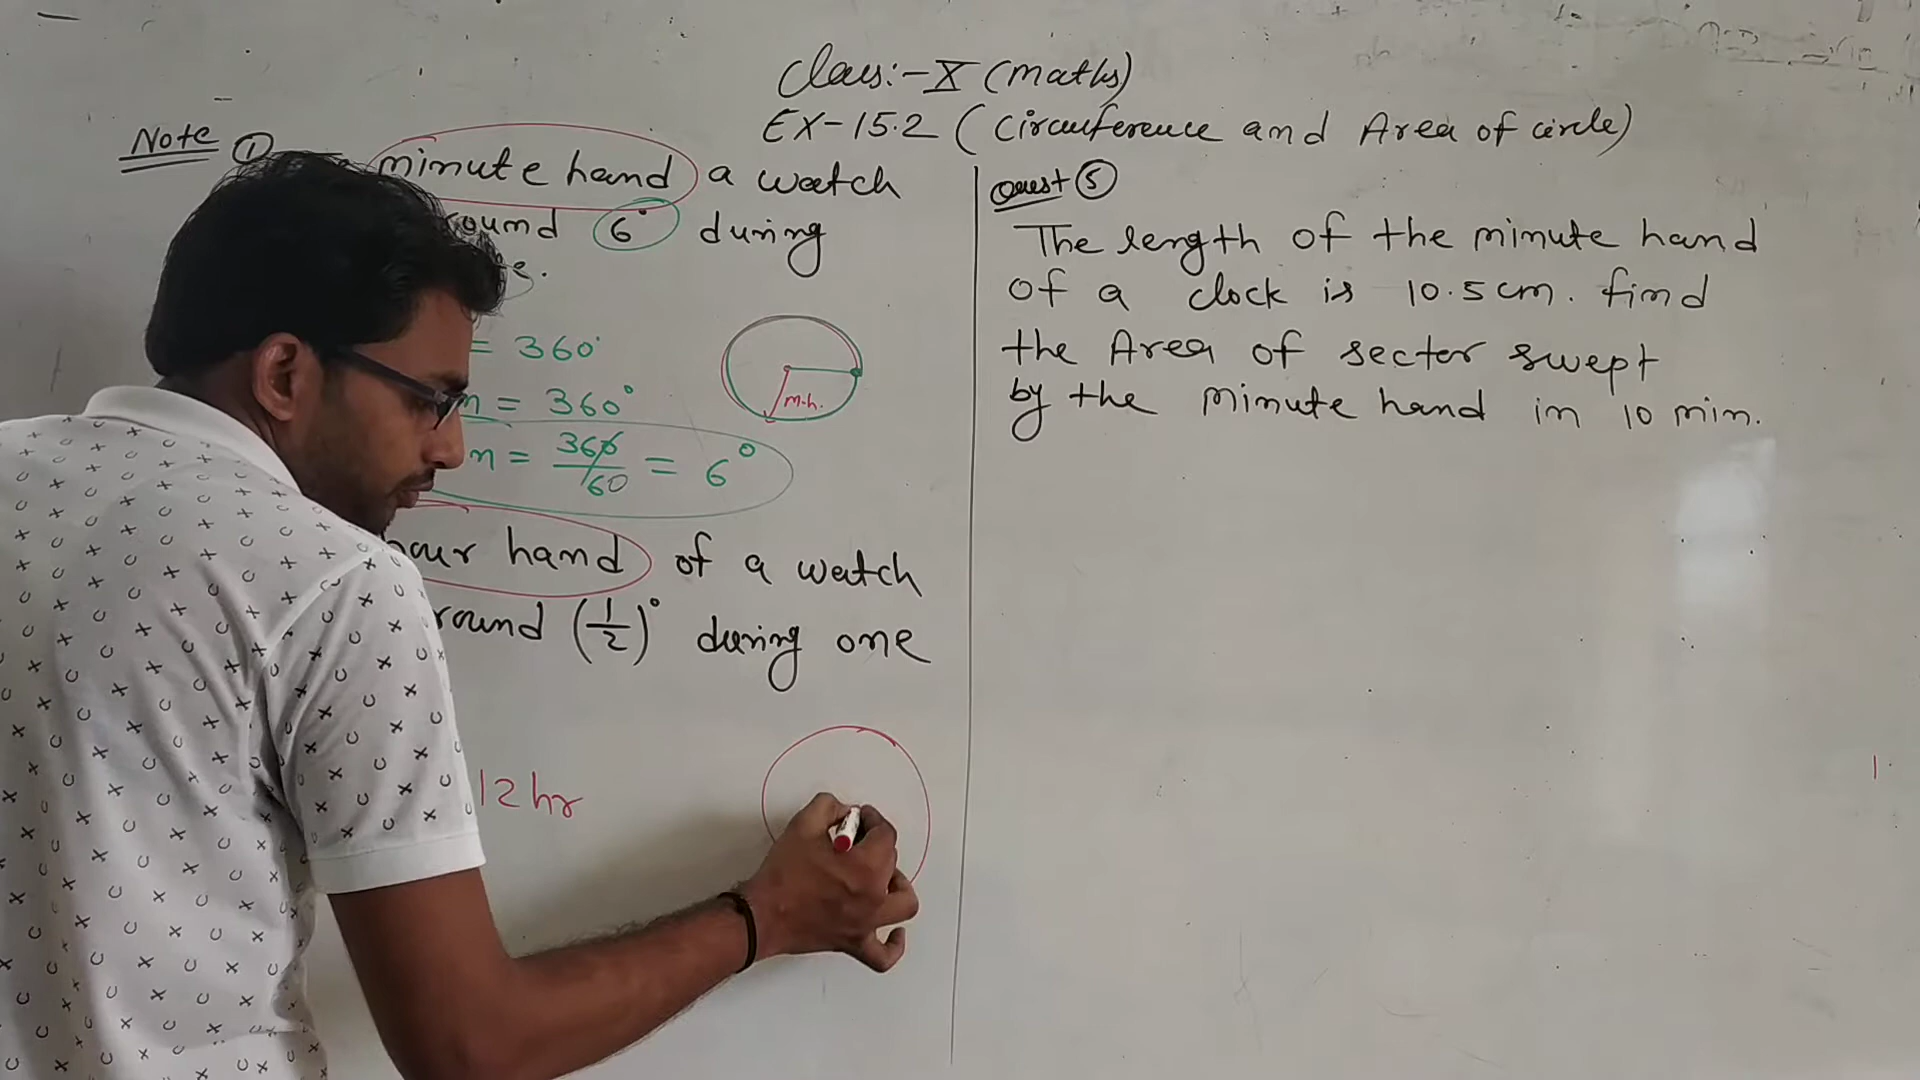 Class:- X (maths)
EX-15.2 (Circumference and Area of circle)
Note ①
minute hand a watch
round 6° during
= 360°
= 360°
= 360/60 = 6°
m.h.
hour hand of a watch
round (1/2)° during one
12 hr
Quest ⑤
The length of the minute hand
of a clock is 10.5cm. find
the Area of sector swept
by the minute hand in 10 min.